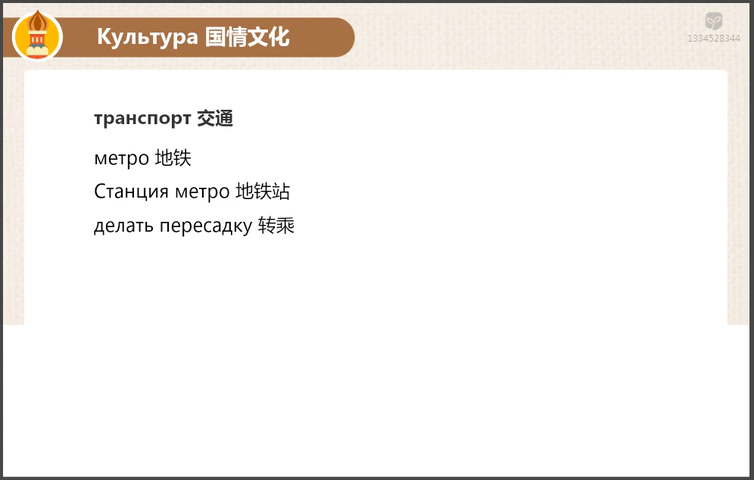 Культура 国情文化
1334528344
транспорт 交通
метро 地铁
Станция метро 地铁站
делать пересадку 转乘